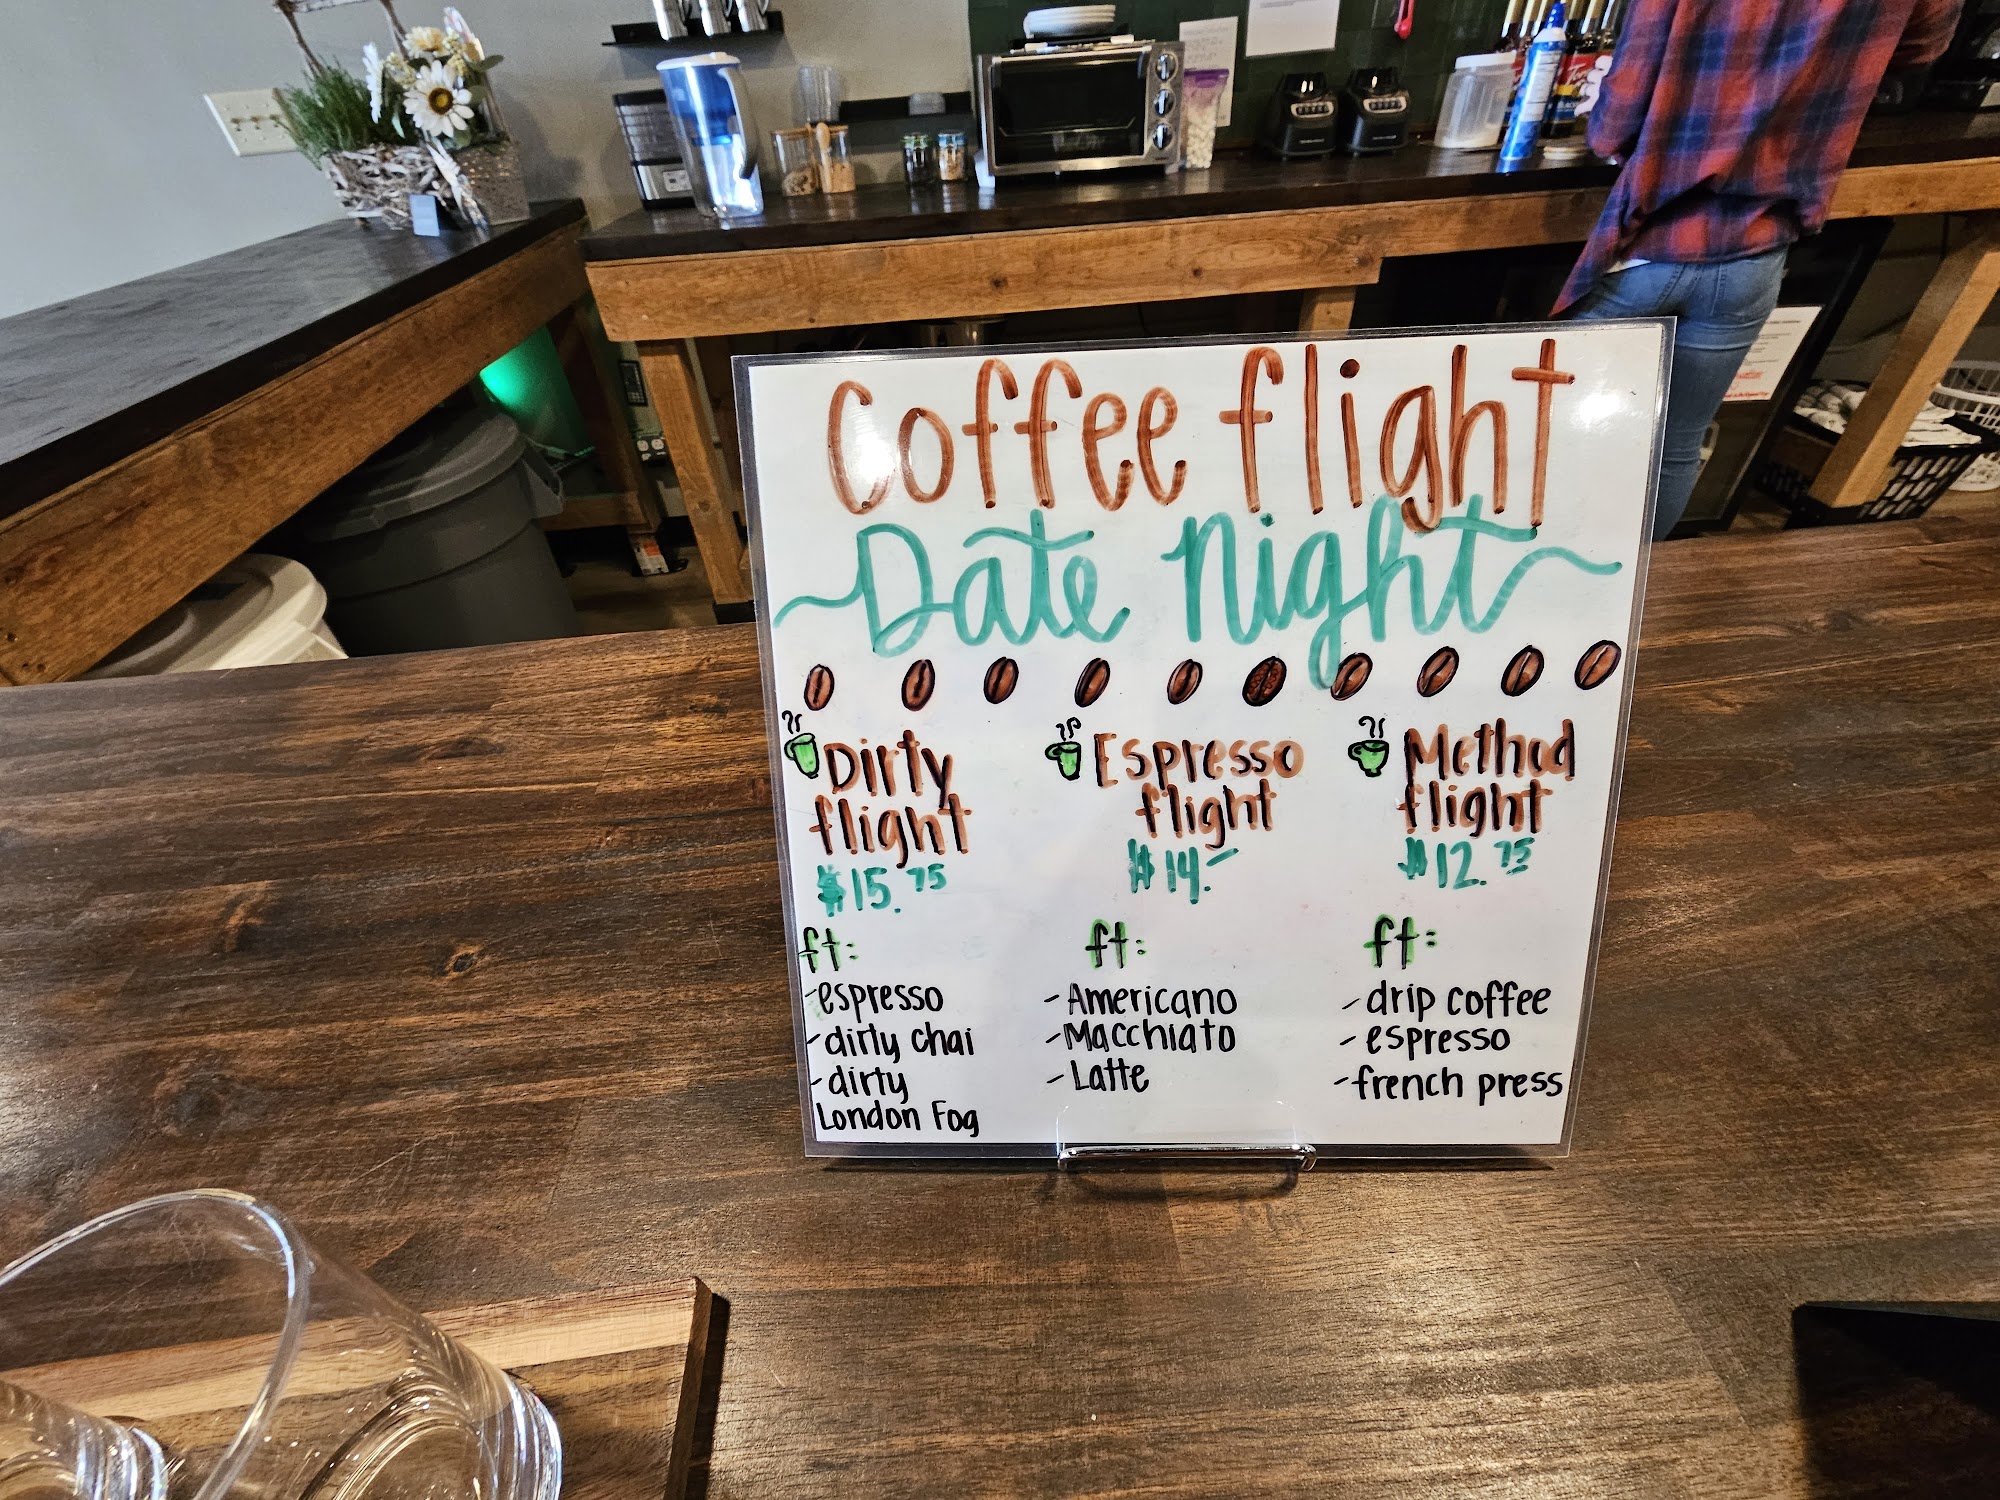 Coffee flight
Date Night
Dirty
flight
$15.75
ft:
-espresso
-dirty chai
-dirty
London Fog
Espresso
flight
$14.-
ft:
-Americano
-Macchiato
-Latte
Method
flight
$12.75
ft:
-drip coffee
-espresso
-french press